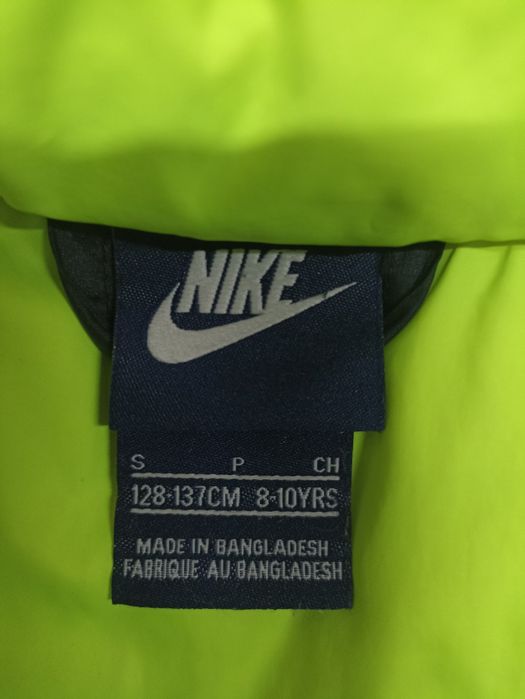 NIKE
S P CH
128-137CM 8-10YRS
MADE IN BANGLADESH
FABRIQUE AU BANGLADESH